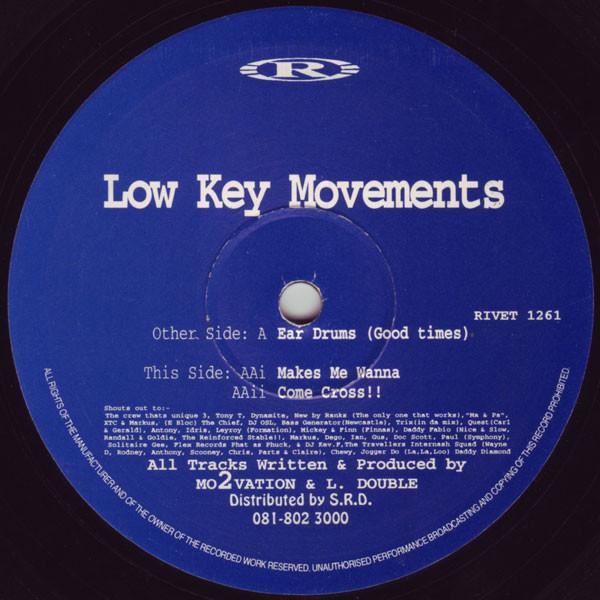 R
Low Key Movements
RIVET 1261
Other Side: A Ear Drums (Good times)
This Side: AAi Makes Me Wanna
AAii Come Cross!!
Shouts out to:-
The crew thats unique 3, Tony T, Dynamite, New by Ranks (The only one that works), "Ma & Pa",
XTC & Markus, (E Bloc) The Chief, DJ OSL, Bass Generator(Newcastle), Trix(in da mix), Quest(Carl
& Gerald), Antony, Idris, Leyroy (Formation), Mickey & Finn (Finnas), Daddy Fabio (Nice & Slow,
Randall & Goldie, The Reinforced Stable!!, Markus, Dego, Ian, Gus, Doc Scott, Paul (Symphony),
Solitaire Gee, Flex Records Phat as Phuck, & DJ Kev.F,The Travellers Internash Squad (Wayne
D, Rodney, Anthony, Scooney, Chris, Parts & Claire), Chewy, Jogger Do (La,La,Loo) Daddy Diamond
All Tracks Written & Produced by
MO2VATION & L. DOUBLE
Distributed by S.R.D.
081-802 3000
ALL RIGHTS OF THE MANUFACTURER AND OF THE OWNER OF THE RECORDED WORK RESERVED, UNAUTHORISED PERFORMANCE BROADCASTING AND COPYING OF THIS RECORD PROHIBITED.